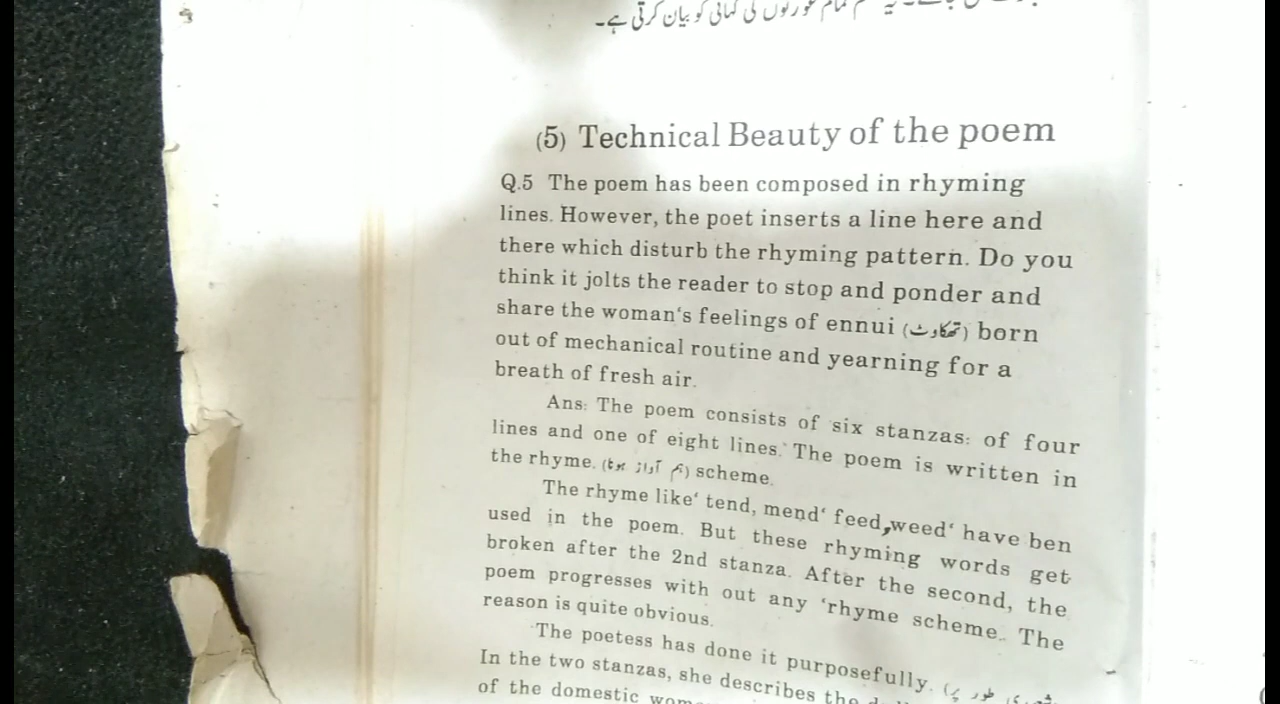 کی کہانی کو بیان کرتی ہے۔
(5) Technical Beauty of the poem
Q.5 The poem has been composed in rhyming
lines. However, the poet inserts a line here and
there which disturb the rhyming pattern. Do you
think it jolts the reader to stop and ponder and
share the woman's feelings of ennui (تھکاوٹ) born
out of mechanical routine and yearning for a
breath of fresh air.
Ans: The poem consists of six stanzas: of four
lines and one of eight lines. The poem is written in
the rhyme. (ہم آواز ہونا) scheme.
The rhyme like‘ tend, mend‘ feed,weed‘ have ben
used in the poem. But these rhyming words get
broken after the 2nd stanza. After the second, the
poem progresses with out any ‘rhyme scheme. The
reason is quite obvious.
The poetess has done it purposefully. (شعوری طور پر
In the two stanzas, she describes the
of the domestic